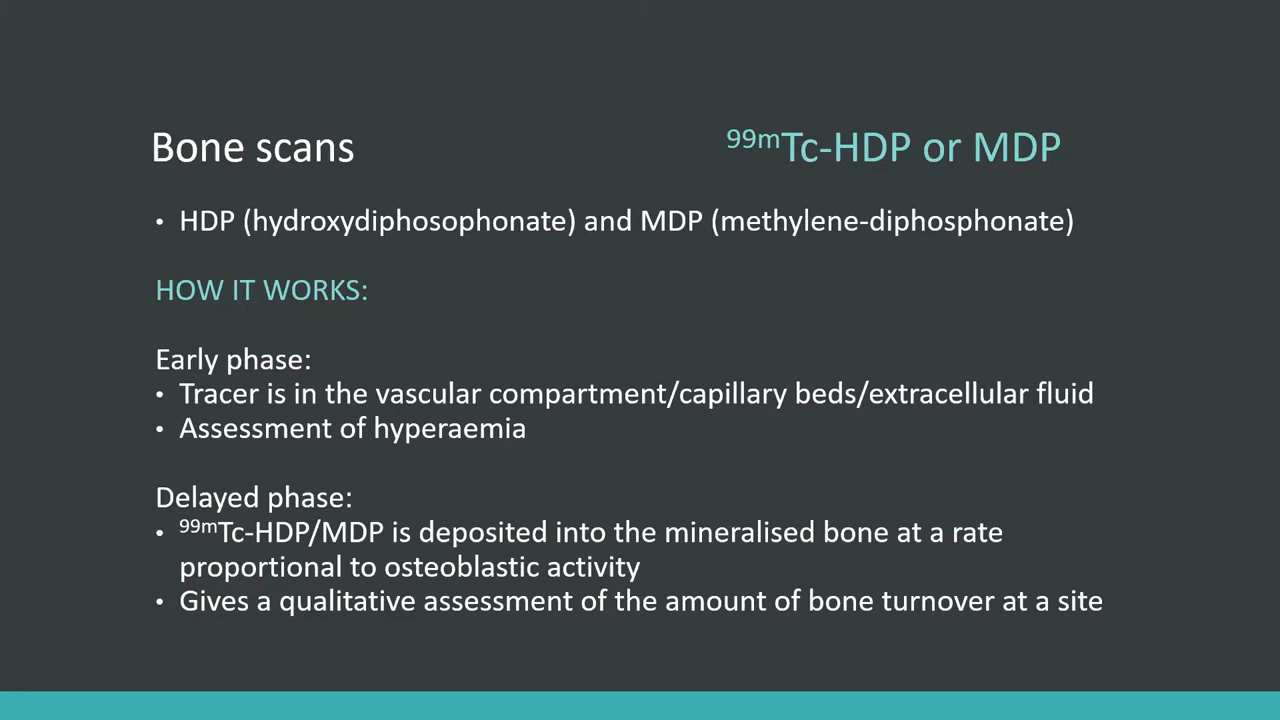 Bone scans
⁹⁹ᵐTc-HDP or MDP
• HDP (hydroxydiphosophonate) and MDP (methylene-diphosphonate)
HOW IT WORKS:
Early phase:
• Tracer is in the vascular compartment/capillary beds/extracellular fluid
• Assessment of hyperaemia
Delayed phase:
• ⁹⁹ᵐTc-HDP/MDP is deposited into the mineralised bone at a rate
proportional to osteoblastic activity
• Gives a qualitative assessment of the amount of bone turnover at a site